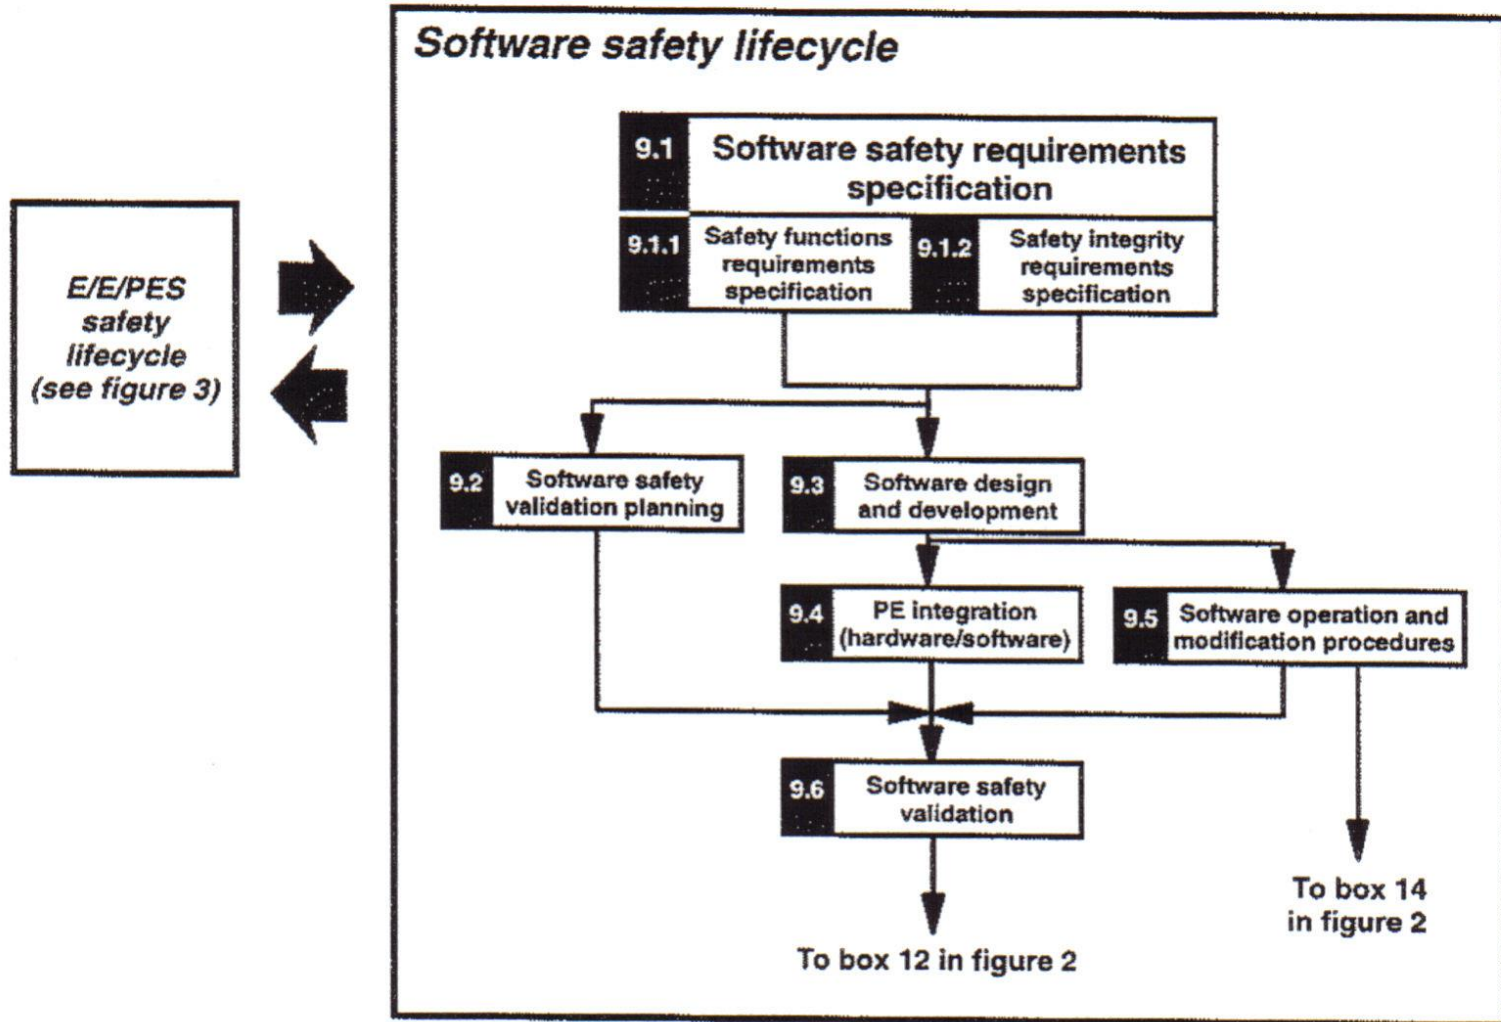 Software safety lifecycle
9.1
Software safety requirements
specification
9.1.1
Safety functions
requirements
specification
9.1.2
Safety integrity
requirements
specification
E/E/PES
safety
lifecycle
(see figure 3)
9.2
Software safety
validation planning
9.3
Software design
and development
9.4
PE integration
(hardware/software)
9.5
Software operation and
modification procedures
9.6
Software safety
validation
To box 14
in figure 2
To box 12 in figure 2